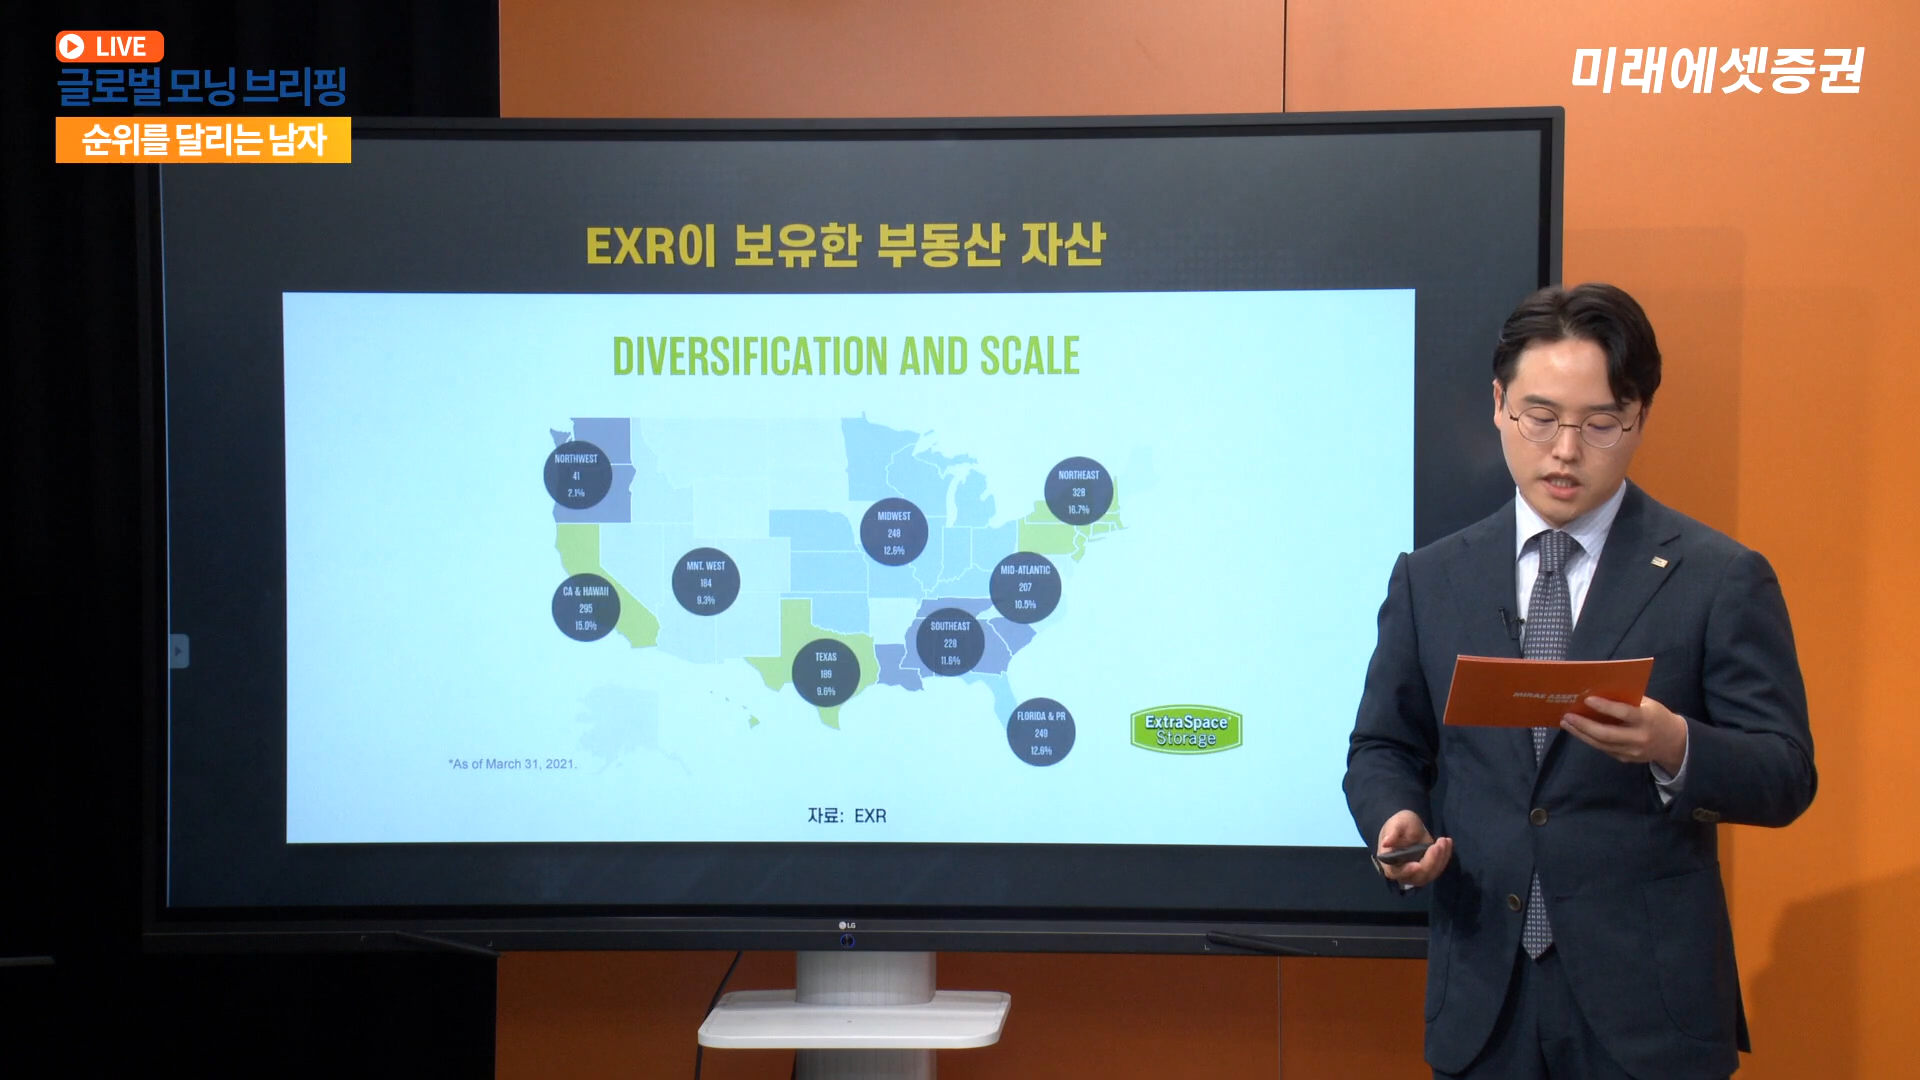 LIVE
글로벌 모닝 브리핑
순위를 달리는 남자
미래에셋증권
EXR이 보유한 부동산 자산
DIVERSIFICATION AND SCALE
NORTHWEST
41
2.1%
NORTHEAST
328
16.7%
MIDWEST
248
12.6%
MNT. WEST
184
9.3%
MID-ATLANTIC
207
10.5%
CA & HAWAII
295
15.0%
SOUTHEAST
228
11.6%
TEXAS
189
9.6%
FLORIDA & PR
249
12.6%
ExtraSpace
Storage
*As of March 31, 2021.
자료: EXR
LG
MIRAE ASSET